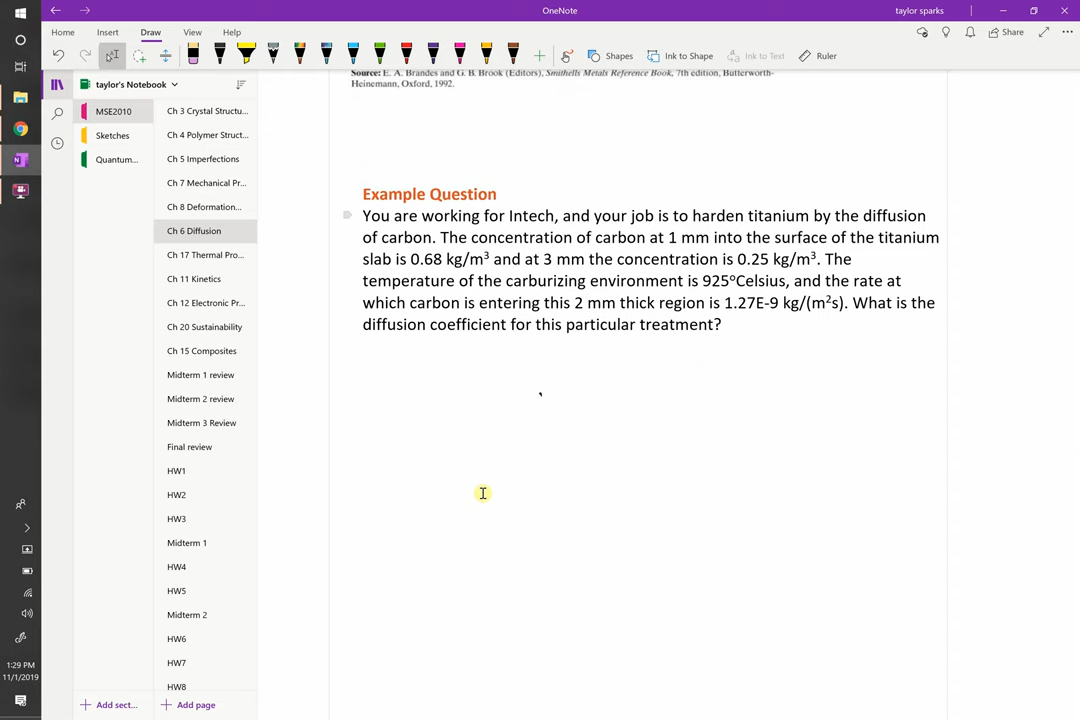 OneNote
taylor sparks
Home
Insert
Draw
View
Help
Share
Shapes
Ink to Shape
Ink to Text
Ruler
taylor's Notebook
MSE2010
Sketches
Quantum...
Ch 3 Crystal Structu...
Ch 4 Polymer Struct...
Ch 5 Imperfections
Ch 7 Mechanical Pr...
Ch 8 Deformation...
Ch 6 Diffusion
Ch 17 Thermal Pro...
Ch 11 Kinetics
Ch 12 Electronic Pr...
Ch 20 Sustainability
Ch 15 Composites
Midterm 1 review
Midterm 2 review
Midterm 3 Review
Final review
HW1
HW2
HW3
Midterm 1
HW4
HW5
Midterm 2
HW6
HW7
HW8
Add sect...
Add page
Source: E. A. Brandes and G. B. Brook (Editors), Smithells Metals Reference Book, 7th edition, Butterworth-
Heinemann, Oxford, 1992.
Example Question
You are working for Intech, and your job is to harden titanium by the diffusion
of carbon. The concentration of carbon at 1 mm into the surface of the titanium
slab is 0.68 kg/m³ and at 3 mm the concentration is 0.25 kg/m³. The
temperature of the carburizing environment is 925°Celsius, and the rate at
which carbon is entering this 2 mm thick region is 1.27E-9 kg/(m²s). What is the
diffusion coefficient for this particular treatment?
1:29 PM
11/1/2019